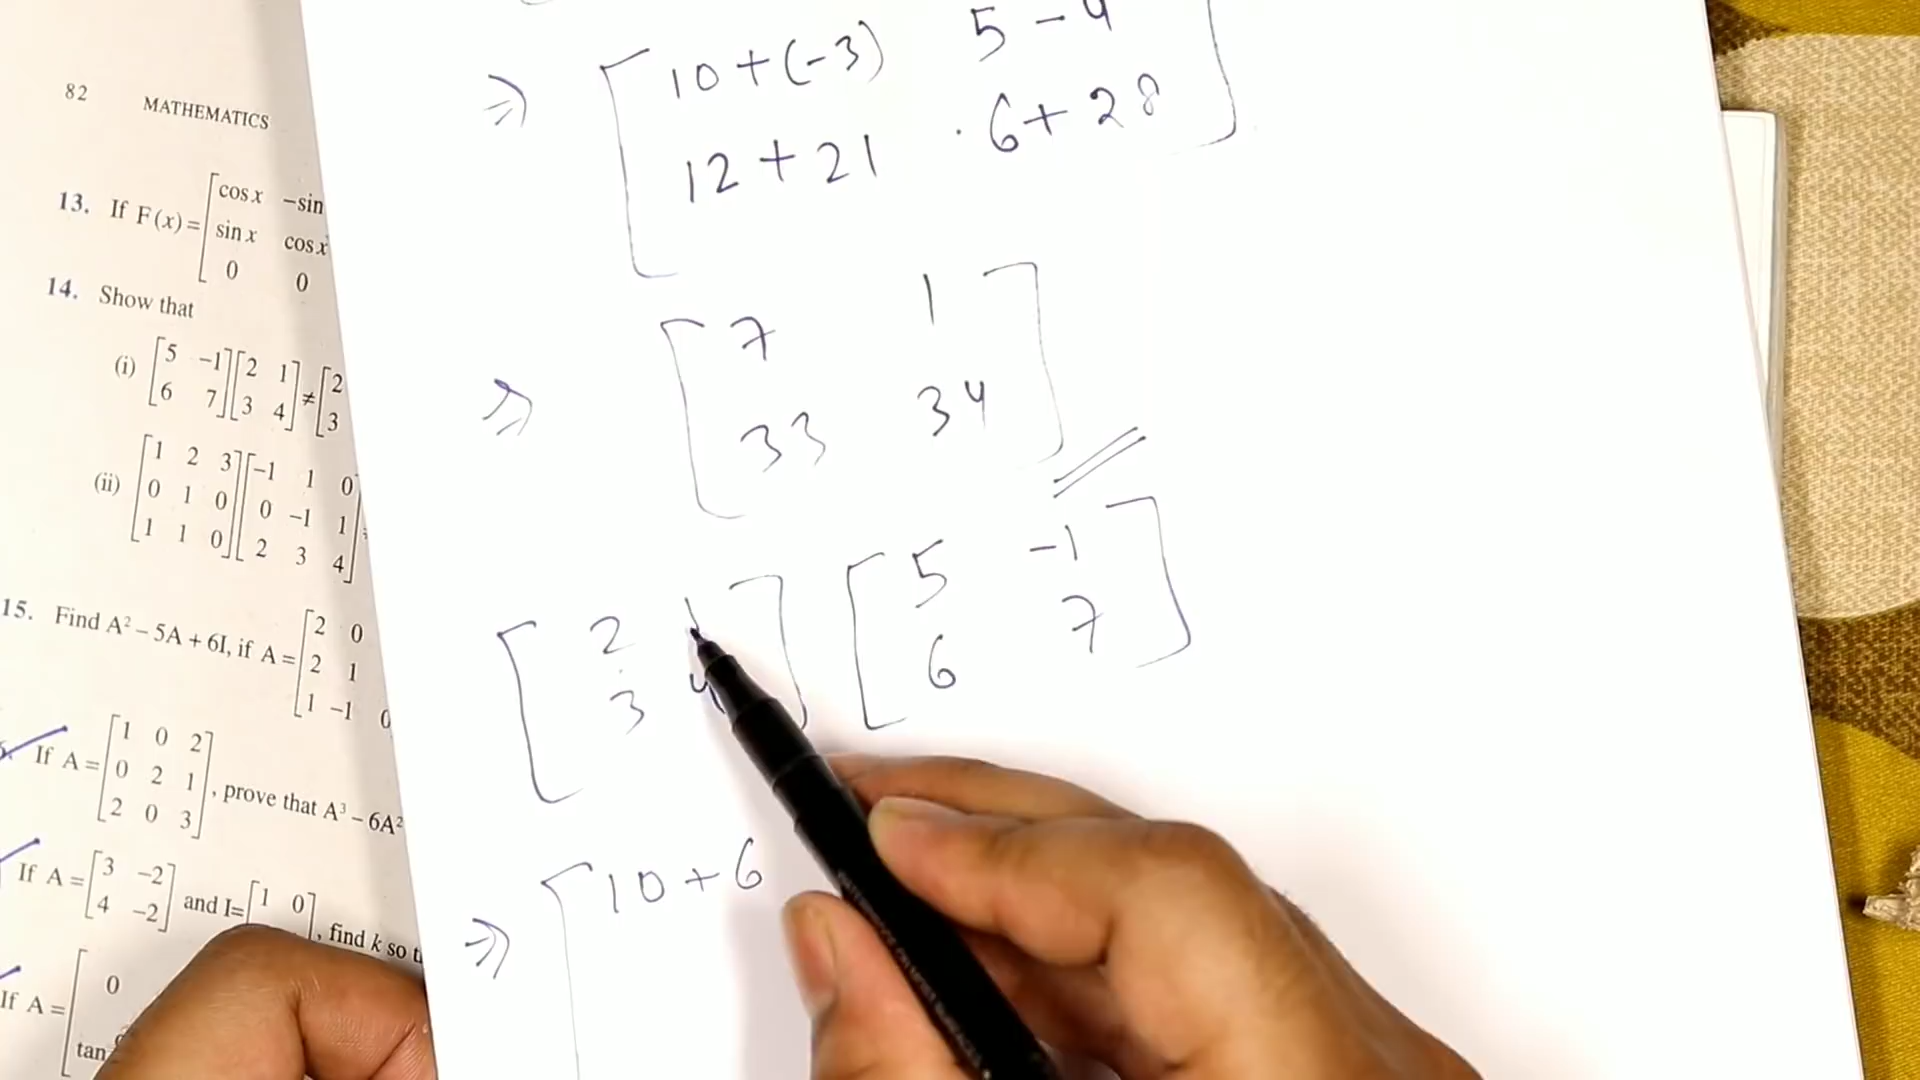 82 MATHEMATICS
13. If F(x) = [cos x −sin
sin x cos x
0 0
14. Show that
(i) [5 −1] [2 1] ≠ [2
6 7] [3 4] [3
(ii) [1 2 3] [−1 1 0
0 1 0] [0 −1 1
1 1 0] [2 3 4]
15. Find A² − 5A + 6I, if A = [2 0
2 1
1 −1 0
If A = [1 0 2]
0 2 1
2 0 3], prove that A³ − 6A²
If A = [3 −2]
4 −2] and I = [1 0], find k so
If A = [0
tan
⇒ [10 + (−3) 5 − 4]
12 + 21 · 6 + 28]
⇒ [7 1]
33 34]
[2 1] [5 −1]
3 4] [6 7]
⇒ [10 + 6